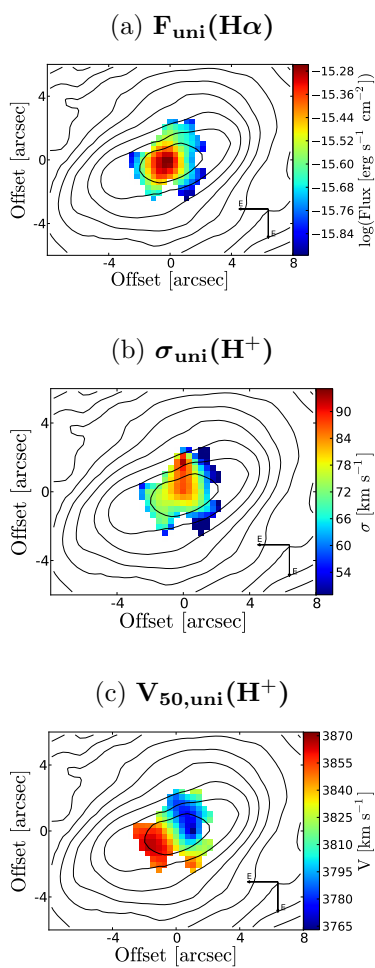 (a) F_uni(Hα)
4
0
−4
Offset [arcsec]
−4 0 4 8
Offset [arcsec]
E
E
−15.28
−15.36
−15.44
−15.52
−15.60
−15.68
−15.76
−15.84
log(Flux [erg s⁻¹ cm⁻²])
(b) σ_uni(H⁺)
4
0
−4
Offset [arcsec]
−4 0 4 8
Offset [arcsec]
E
E
90
84
78
72
66
60
54
σ [km s⁻¹]
(c) V_50,uni(H⁺)
4
0
−4
Offset [arcsec]
−4 0 4 8
Offset [arcsec]
E
E
3870
3855
3840
3825
3810
3795
3780
3765
V [km s⁻¹]